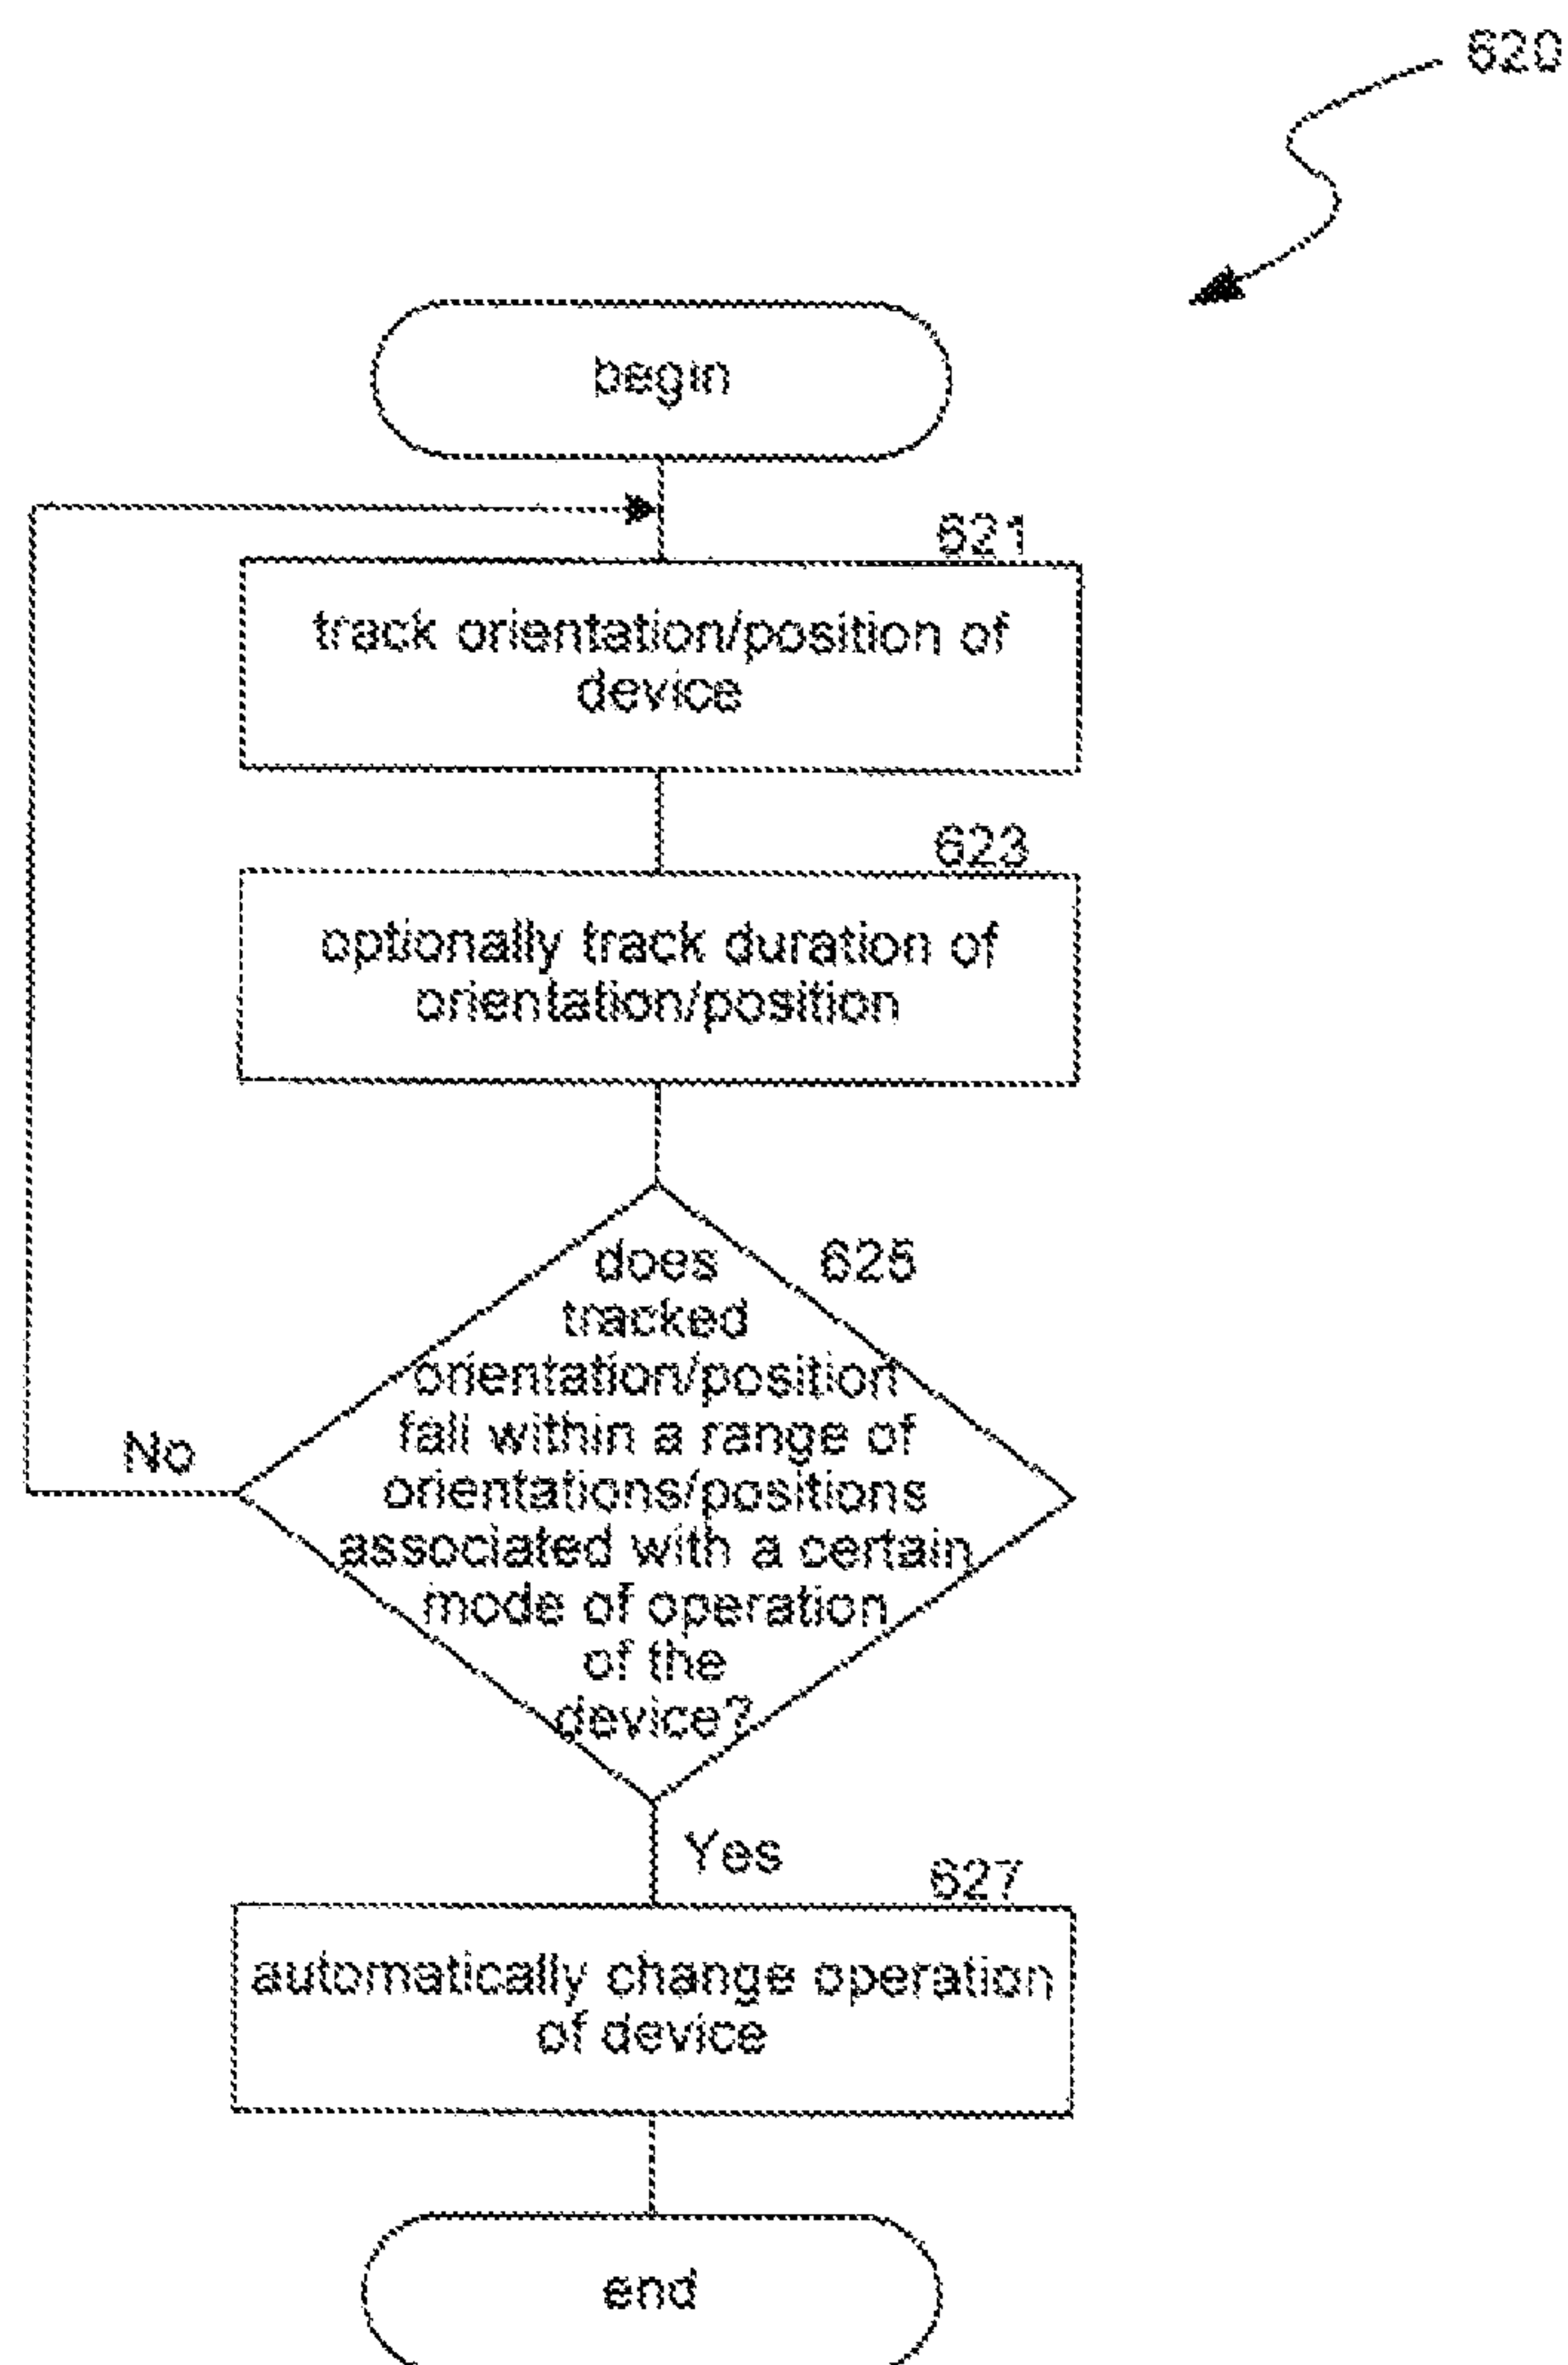 620
begin
621
track orientation/position of
device
623
optionally track duration of
orientation/position
625
does
tracked
orientation/position
fall within a range of
orientations/positions
associated with a certain
mode of operation
of the
device?
No
Yes
627
automatically change operation
of device
end